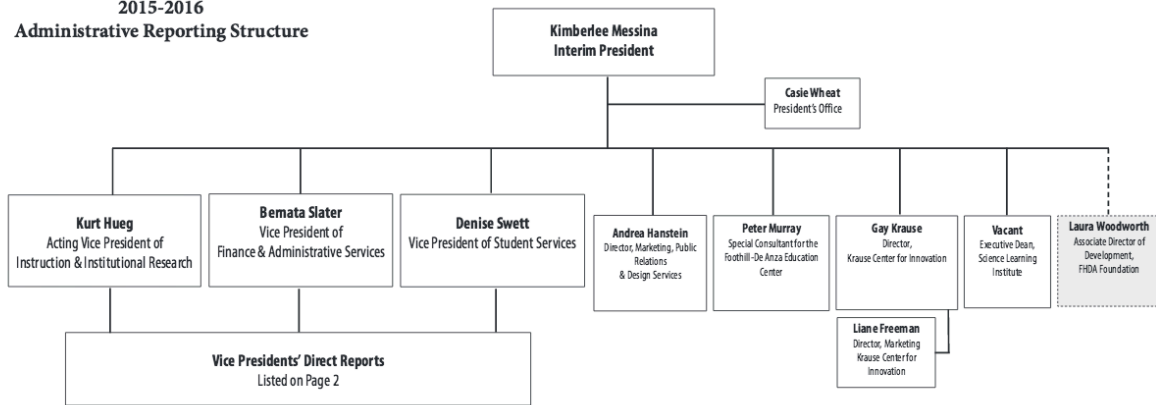 2015-2016
Administrative Reporting Structure
Kimberlee Messina
Interim President
Casie Wheat
President's Office
Kurt Hueg
Acting Vice President of
Instruction & Institutional Research
Bernata Slater
Vice President of
Finance & Administrative Services
Denise Swett
Vice President of Student Services
Andrea Hanstein
Director, Marketing, Public
Relations
& Design Services
Peter Murray
Special Consultant for the
Foothill-De Anza Education
Center
Gay Krause
Director,
Krause Center for Innovation
Vacant
Executive Dean,
Science Learning
Institute
Laura Woodworth
Associate Director of
Development,
FHDA Foundation
Liane Freeman
Director, Marketing
Krause Center for
Innovation
Vice Presidents' Direct Reports
Listed on Page 2